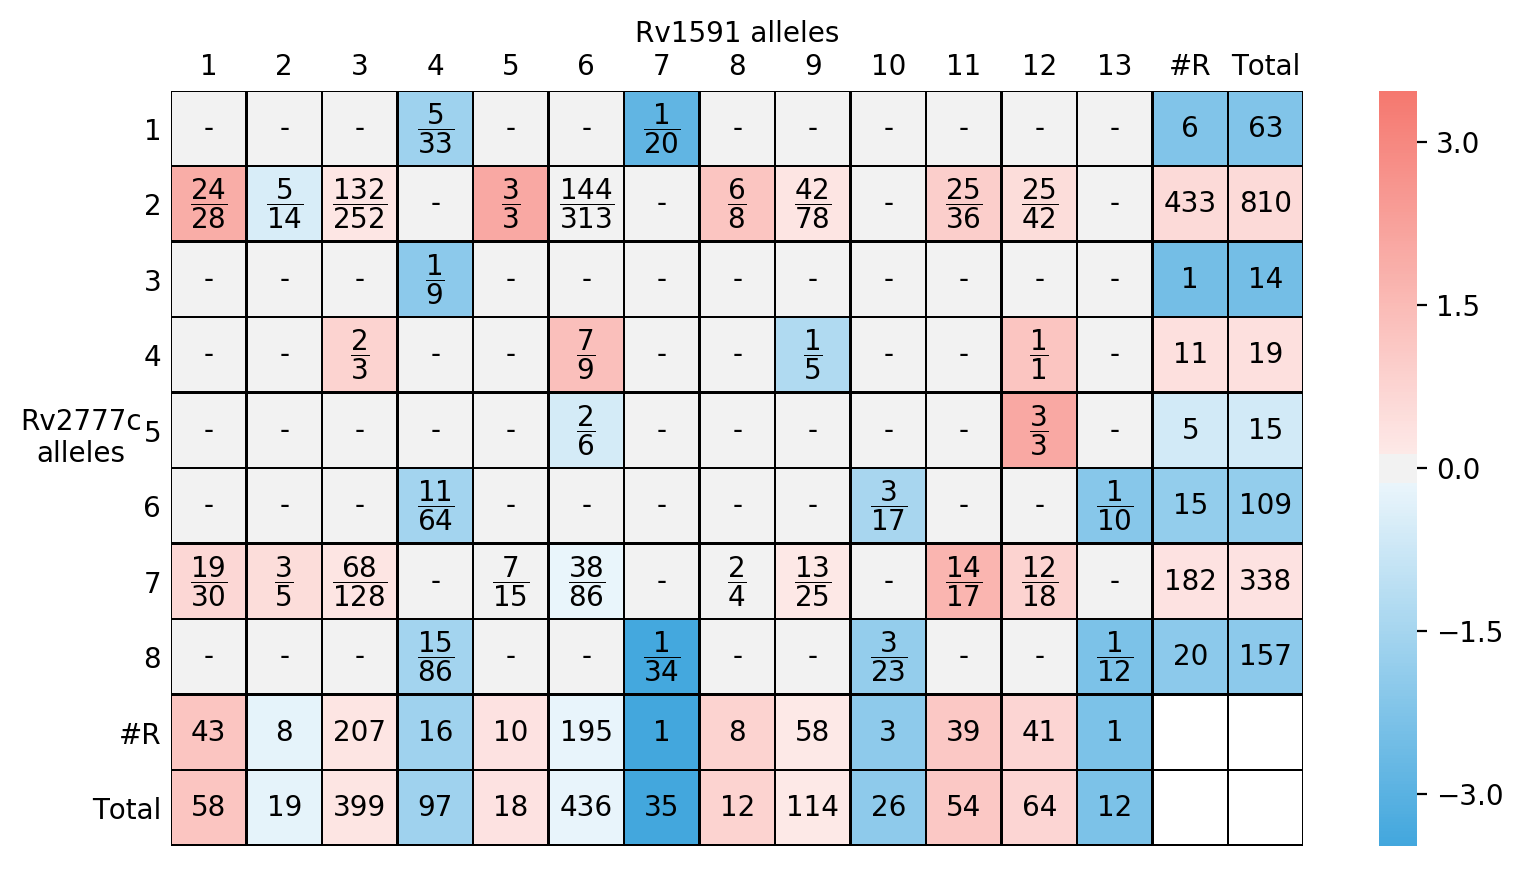 Rv1591 alleles
1 2 3 4 5 6 7 8 9 10 11 12 13 #R Total
1 - - - 5/33 - - 1/20 - - - - - - 6 63
2 24/28 5/14 132/252 - 3/3 144/313 - 6/8 42/78 - 25/36 25/42 - 433 810
3 - - - 1/9 - - - - - - - - - 1 14
4 - - 2/3 - - 7/9 - - 1/5 - - 1/1 - 11 19
Rv2777c
alleles
5 - - - - - 2/6 - - - - - 3/3 - 5 15
6 - - - 11/64 - - - - - 3/17 - - 1/10 15 109
7 19/30 3/5 68/128 - 7/15 38/86 - 2/4 13/25 - 14/17 12/18 - 182 338
8 - - - 15/86 - - 1/34 - - 3/23 - - 1/12 20 157
#R 43 8 207 16 10 195 1 8 58 3 39 41 1
Total 58 19 399 97 18 436 35 12 114 26 54 64 12
3.0
1.5
0.0
−1.5
−3.0